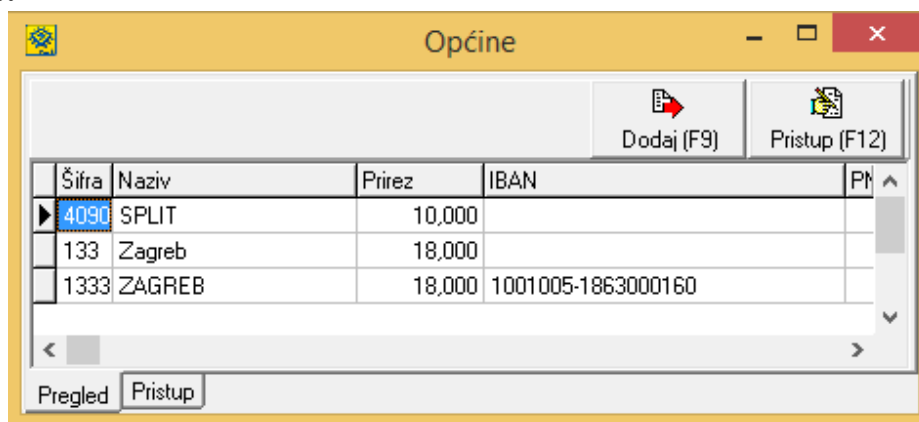 Općine
Dodaj (F9) Pristup (F12)
Šifra Naziv Prirez IBAN
4090 SPLIT 10,000
133 Zagreb 18,000
1333 ZAGREB 18,000 1001005-1863000160
Pregled Pristup